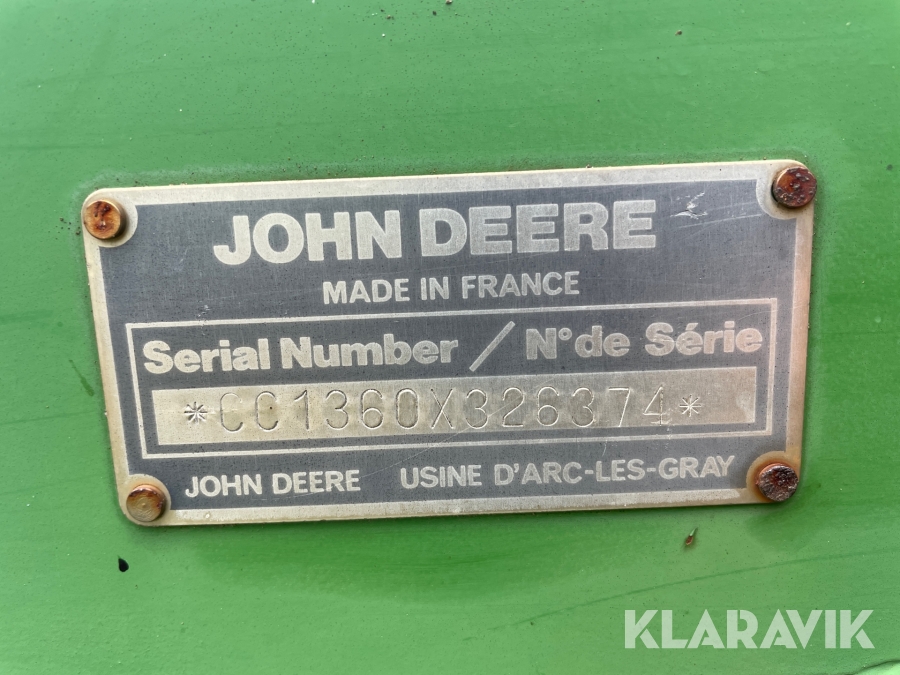 JOHN DEERE
MADE IN FRANCE
Serial Number / N° de Série
*CC1360X326374*
JOHN DEERE USINE D'ARC-LES-GRAY
KLARAVIK